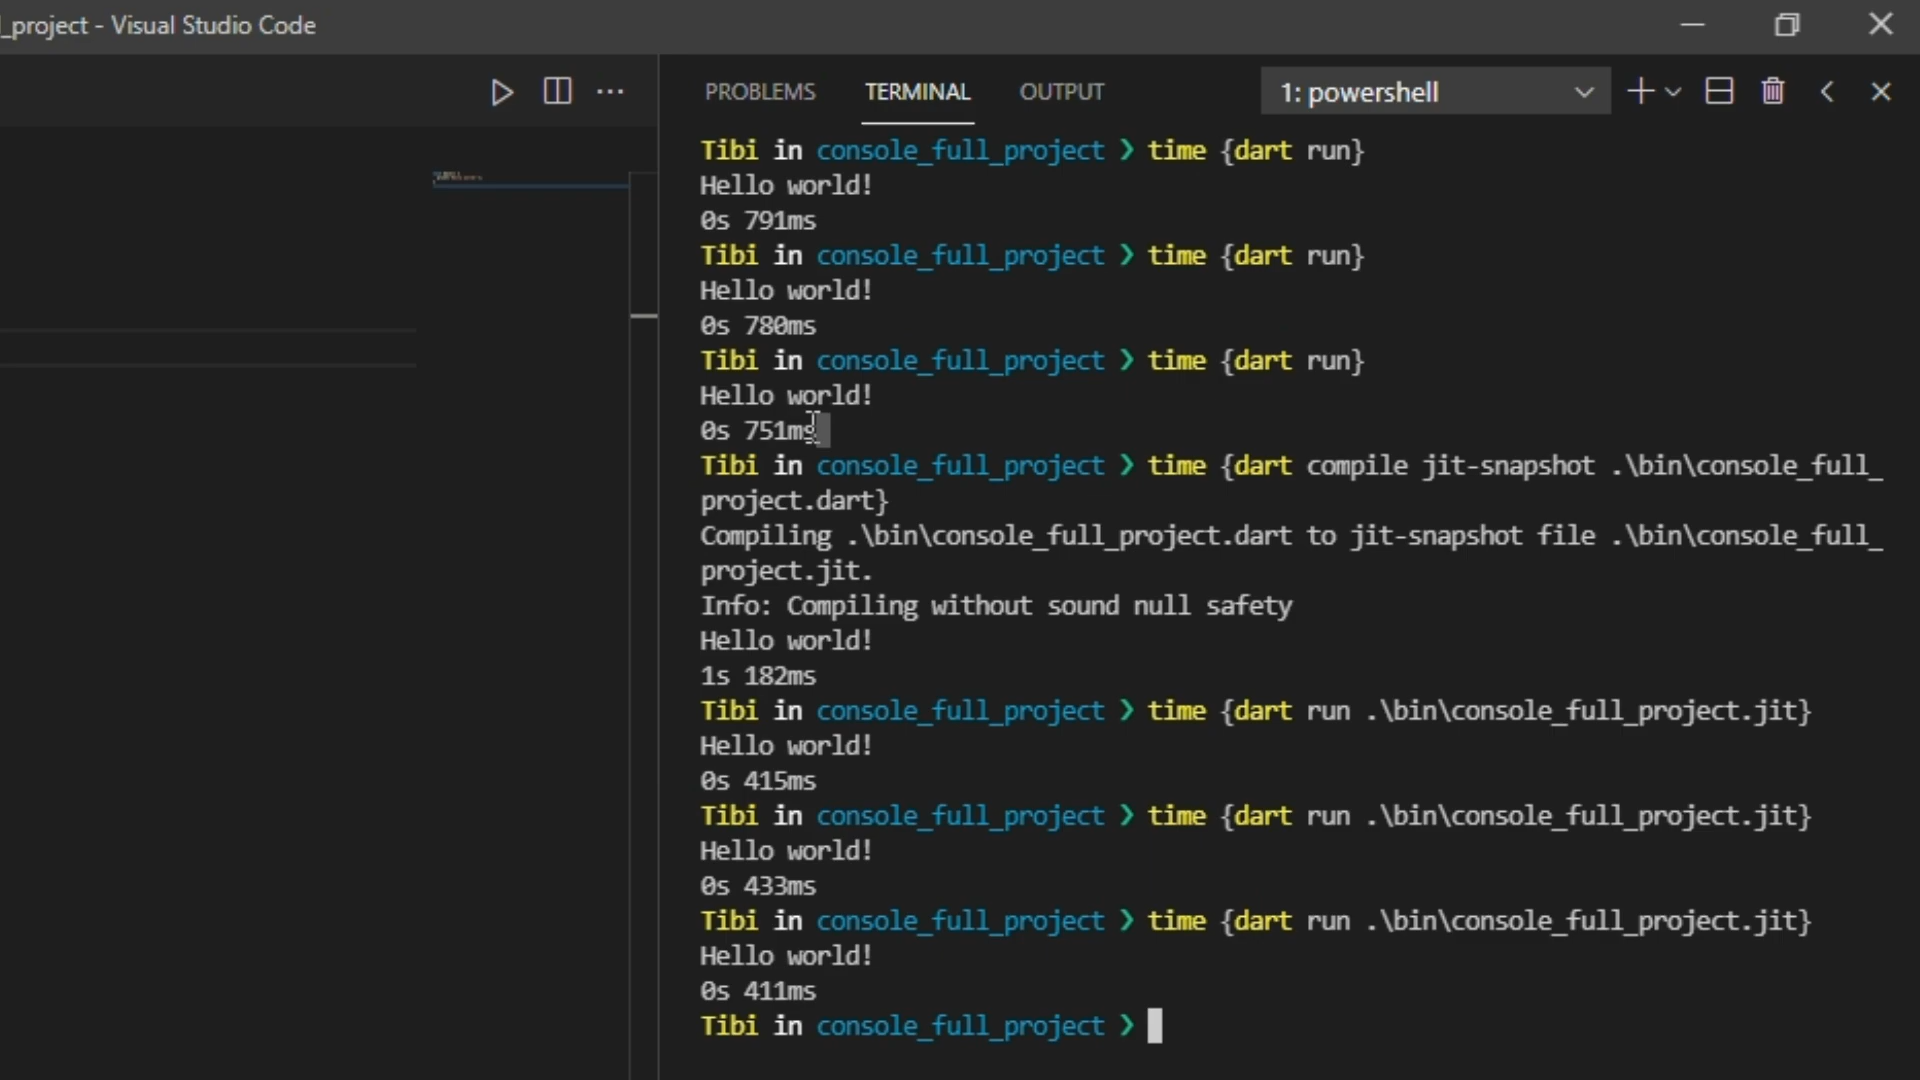 _project - Visual Studio Code
PROBLEMS TERMINAL OUTPUT 1: powershell
Tibi in console_full_project ❯ time {dart run}
Hello world!
0s 791ms
Tibi in console_full_project ❯ time {dart run}
Hello world!
0s 780ms
Tibi in console_full_project ❯ time {dart run}
Hello world!
0s 751ms
Tibi in console_full_project ❯ time {dart compile jit-snapshot .\bin\console_full_
project.dart}
Compiling .\bin\console_full_project.dart to jit-snapshot file .\bin\console_full_
project.jit.
Info: Compiling without sound null safety
Hello world!
1s 182ms
Tibi in console_full_project ❯ time {dart run .\bin\console_full_project.jit}
Hello world!
0s 415ms
Tibi in console_full_project ❯ time {dart run .\bin\console_full_project.jit}
Hello world!
0s 433ms
Tibi in console_full_project ❯ time {dart run .\bin\console_full_project.jit}
Hello world!
0s 411ms
Tibi in console_full_project ❯